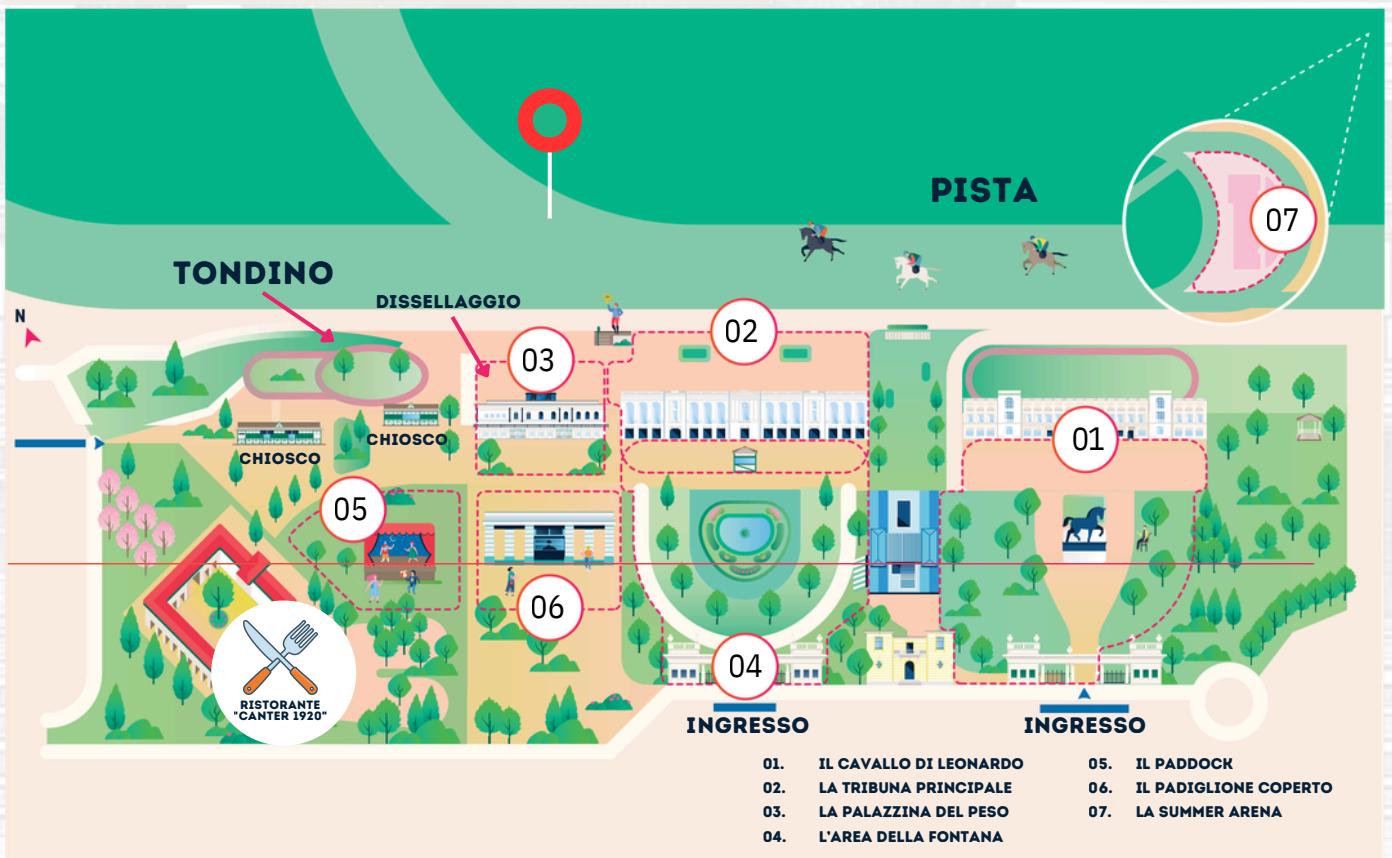 PISTA
07
TONDINO
DISSELLAGGIO
N
02
03
01
CHIOSCO
CHIOSCO
05
06
04
RISTORANTE
"CANTER 1920"
INGRESSO
INGRESSO
01. IL CAVALLO DI LEONARDO
02. LA TRIBUNA PRINCIPALE
03. LA PALAZZINA DEL PESO
04. L'AREA DELLA FONTANA
05. IL PADDOCK
06. IL PADIGLIONE COPERTO
07. LA SUMMER ARENA